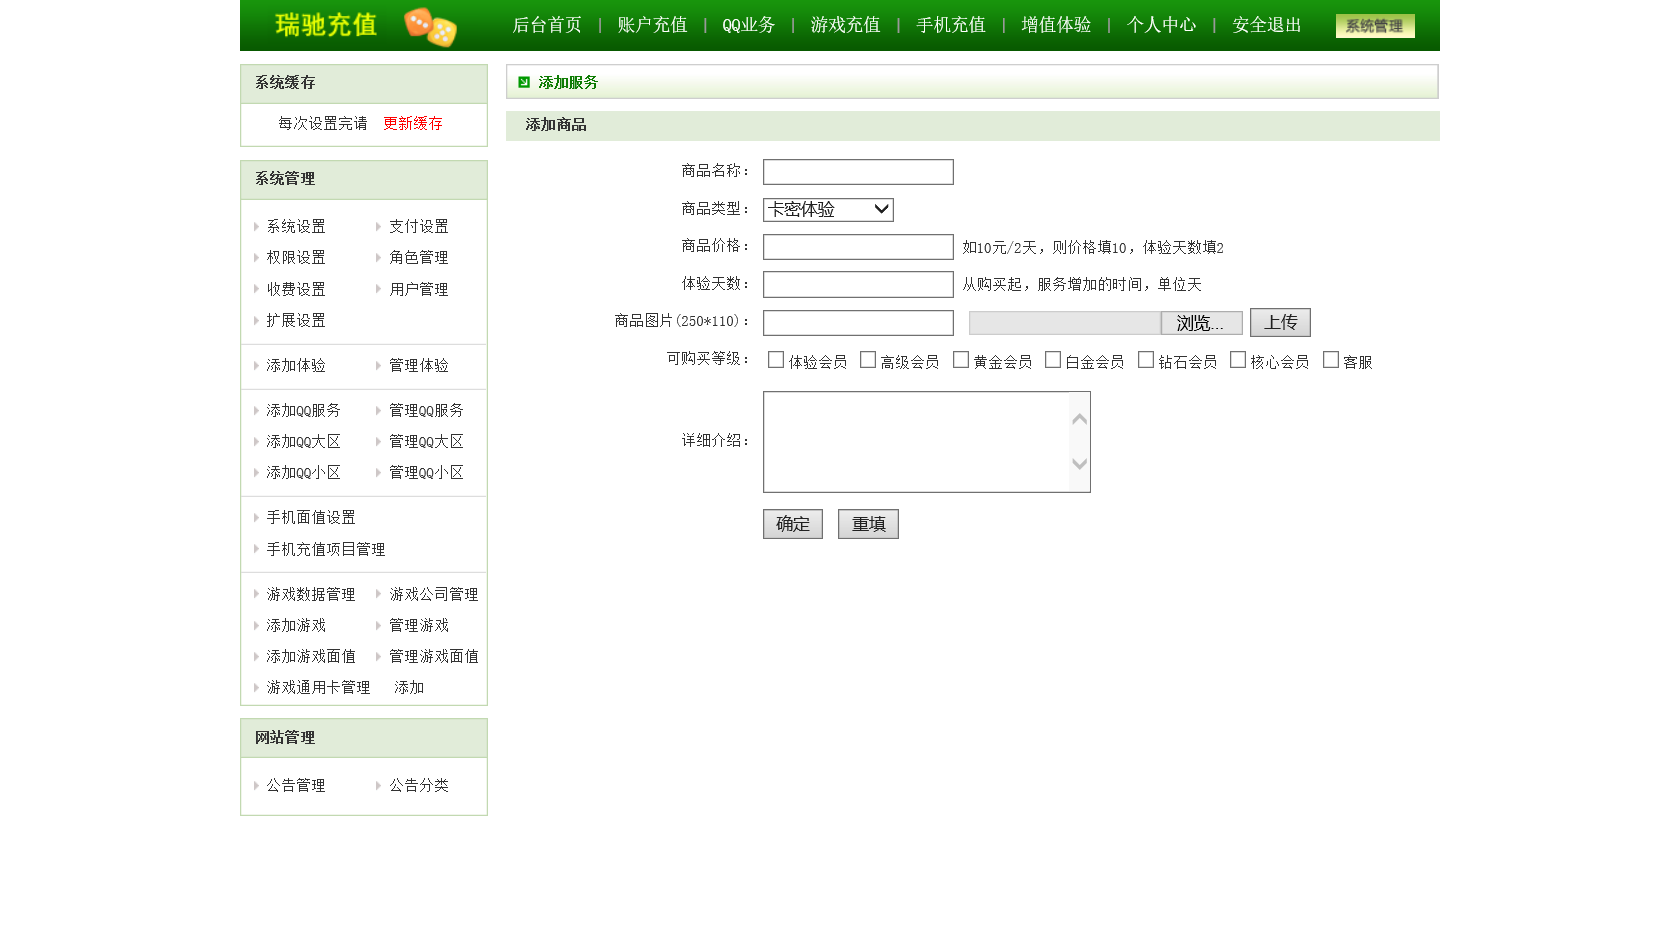 瑞驰充值
后台首页 | 账户充值 | QQ业务 | 游戏充值 | 手机充值 | 增值体验 | 个人中心 | 安全退出
系统管理
系统缓存
每次设置完请 更新缓存
系统管理
系统设置 支付设置
权限设置 角色管理
收费设置 用户管理
扩展设置
添加体验 管理体验
添加QQ服务 管理QQ服务
添加QQ大区 管理QQ大区
添加QQ小区 管理QQ小区
手机面值设置
手机充值项目管理
游戏数据管理 游戏公司管理
添加游戏 管理游戏
添加游戏面值 管理游戏面值
游戏通用卡管理 添加
网站管理
公告管理 公告分类
添加服务
添加商品
商品名称：
商品类型： 卡密体验
商品价格： 如10元/2天，则价格填10，体验天数填2
体验天数： 从购买起，服务增加的时间，单位天
商品图片(250*110)： 浏览... 上传
可购买等级： 体验会员 高级会员 黄金会员 白金会员 钻石会员 核心会员 客服
详细介绍：
确定 重填